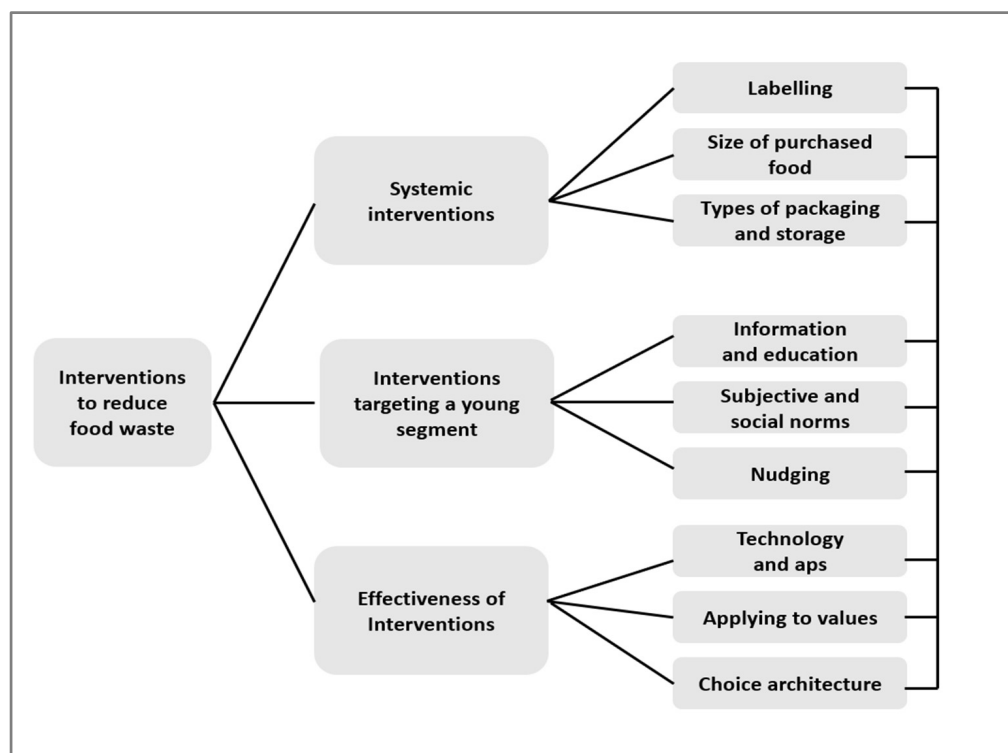 Interventions
to reduce
food waste
Systemic
interventions
Labelling
Size of purchased
food
Types of packaging
and storage
Interventions
targeting a young
segment
Information
and education
Subjective and
social norms
Nudging
Effectiveness of
Interventions
Technology
and aps
Applying to values
Choice architecture